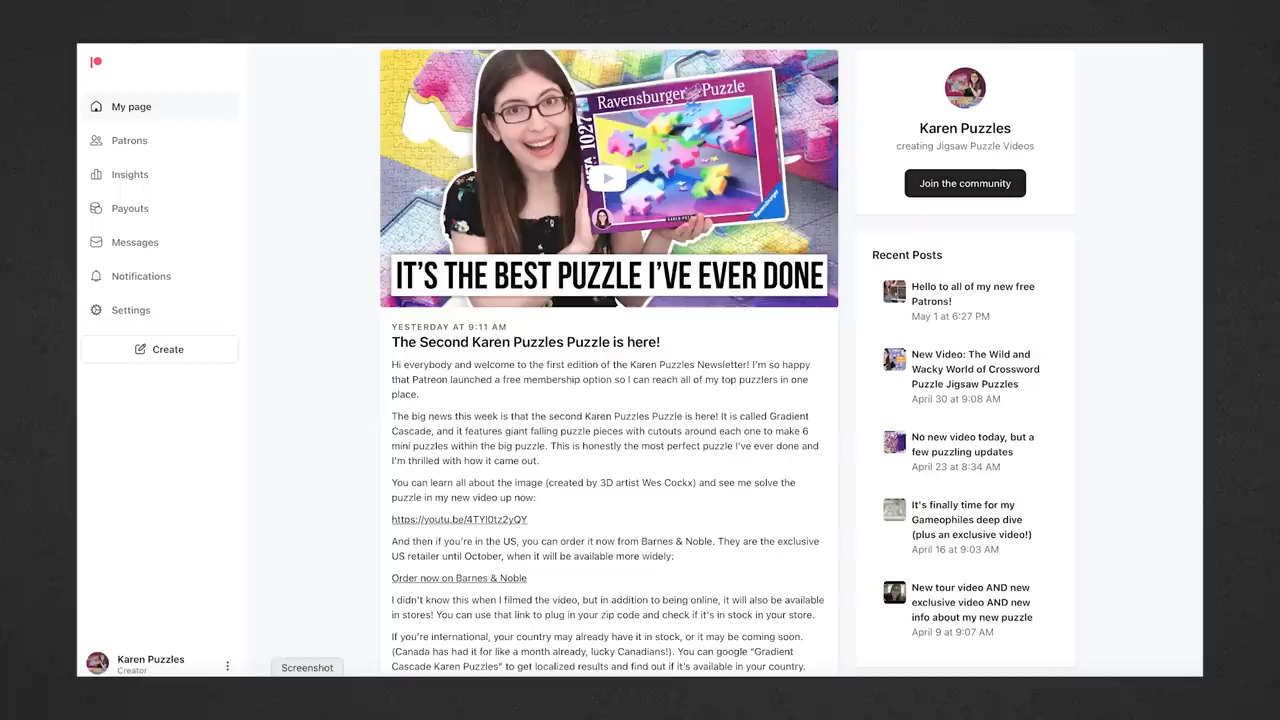 My page
Patrons
Insights
Payouts
Messages
Notifications
Settings
Create
Karen Puzzles
Creator
Screenshot
Ravensburger Puzzle
Ravensburger
IT'S THE BEST PUZZLE I'VE EVER DONE
YESTERDAY AT 9:11 AM
The Second Karen Puzzles Puzzle is here!
Hi everybody and welcome to the first edition of the Karen Puzzles Newsletter! I'm so happy
that Patreon launched a free membership option so I can reach all of my top puzzlers in one
place.
The big news this week is that the second Karen Puzzles Puzzle is here! It is called Gradient
Cascade, and it features giant falling puzzle pieces with cutouts around each one to make 6
mini puzzles within the big puzzle. This is honestly the most perfect puzzle I've ever done and
I'm thrilled with how it came out.
You can learn all about the image (created by 3D artist Wes Cockx) and see me solve the
puzzle in my new video up now:
https://youtu.be/4TYl0tz2yQY
And then if you're in the US, you can order it now from Barnes & Noble. They are the exclusive
US retailer until October, when it will be available more widely:
Order now on Barnes & Noble
I didn't know this when I filmed the video, but in addition to being online, it will also be available
in stores! You can use that link to plug in your zip code and check if it's in stock in your store.
If you're international, your country may already have it in stock, or it may be coming soon.
(Canada has had it for like a month already, lucky Canadians!). You can google "Gradient
Cascade Karen Puzzles" to get localized results and find out if it's available in your country.
Karen Puzzles
creating Jigsaw Puzzle Videos
Join the community
Recent Posts
Hello to all of my new free
Patrons!
May 1 at 6:27 PM
New Video: The Wild and
Wacky World of Crossword
Puzzle Jigsaw Puzzles
April 30 at 9:08 AM
No new video today, but a
few puzzling updates
April 23 at 8:34 AM
It's finally time for my
Gameophiles deep dive
(plus an exclusive video!)
April 16 at 9:03 AM
New tour video AND new
exclusive video AND new
info about my new puzzle
April 9 at 9:07 AM